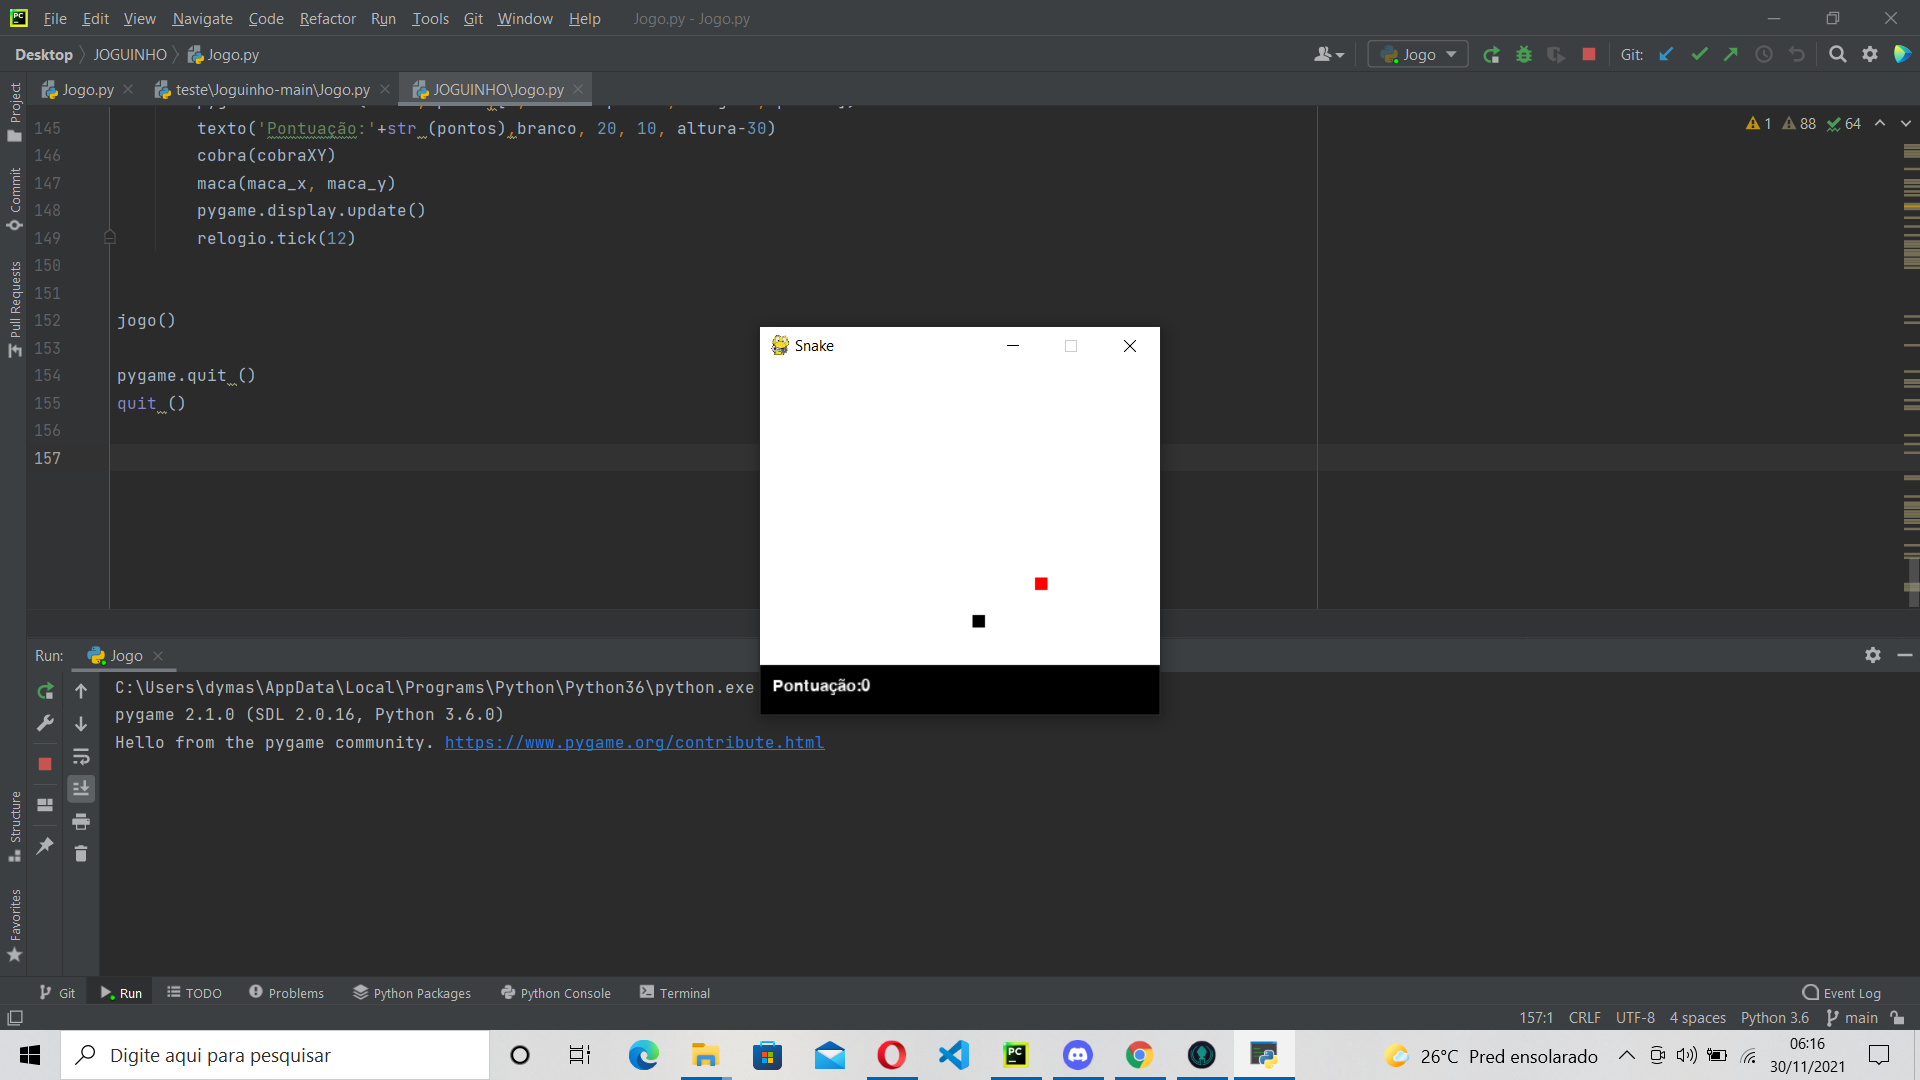 File Edit View Navigate Code Refactor Run Tools Git Window Help Jogo.py - Jogo.py
Desktop JOGUINHO Jogo.py Jogo Git:
Jogo.py teste\Joguinho-main\Jogo.py JOGUINHO\Jogo.py
1 88 64
145 texto('Pontuação:'+str (pontos),branco, 20, 10, altura-30)
146 cobra(cobraXY)
147 maca(maca_x, maca_y)
148 pygame.display.update()
149 relogio.tick(12)
150
151
152 jogo()
153
154 pygame.quit ()
155 quit ()
156
157
Project
Commit
Pull Requests
Structure
Favorites
Snake
Pontuação:0
Run: Jogo
C:\Users\dymas\AppData\Local\Programs\Python\Python36\python.exe
pygame 2.1.0 (SDL 2.0.16, Python 3.6.0)
Hello from the pygame community. https://www.pygame.org/contribute.html
Git Run TODO Problems Python Packages Python Console Terminal Event Log
157:1 CRLF UTF-8 4 spaces Python 3.6 main
Digite aqui para pesquisar
26°C Pred ensolarado
06:16
30/11/2021